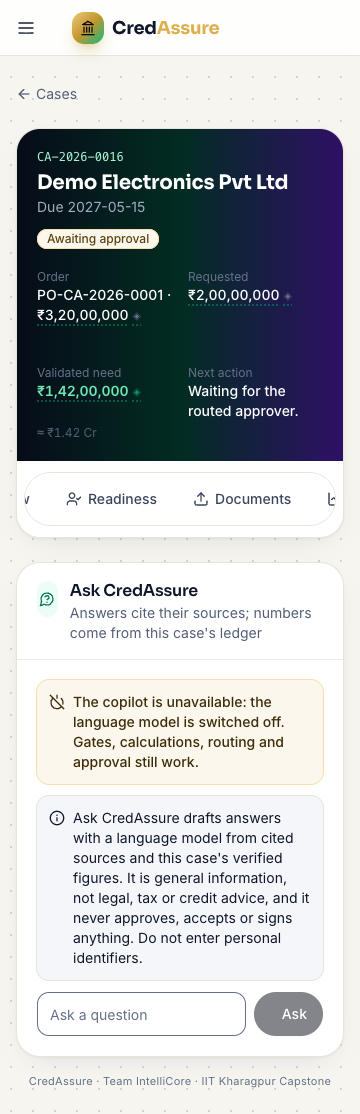 CredAssure
Cases
CA-2026-0016
Demo Electronics Pvt Ltd
Due 2027-05-15
Awaiting approval
Order
PO-CA-2026-0001 ·
₹3,20,00,000
Requested
₹2,00,00,000
Validated need
₹1,42,00,000
≈ ₹1.42 Cr
Next action
Waiting for the
routed approver.
Readiness
Documents
Ask CredAssure
Answers cite their sources; numbers
come from this case's ledger
The copilot is unavailable: the
language model is switched off.
Gates, calculations, routing and
approval still work.
Ask CredAssure drafts answers
with a language model from cited
sources and this case's verified
figures. It is general information,
not legal, tax or credit advice, and it
never approves, accepts or signs
anything. Do not enter personal
identifiers.
Ask a question
Ask
CredAssure · Team IntelliCore · IIT Kharagpur Capstone